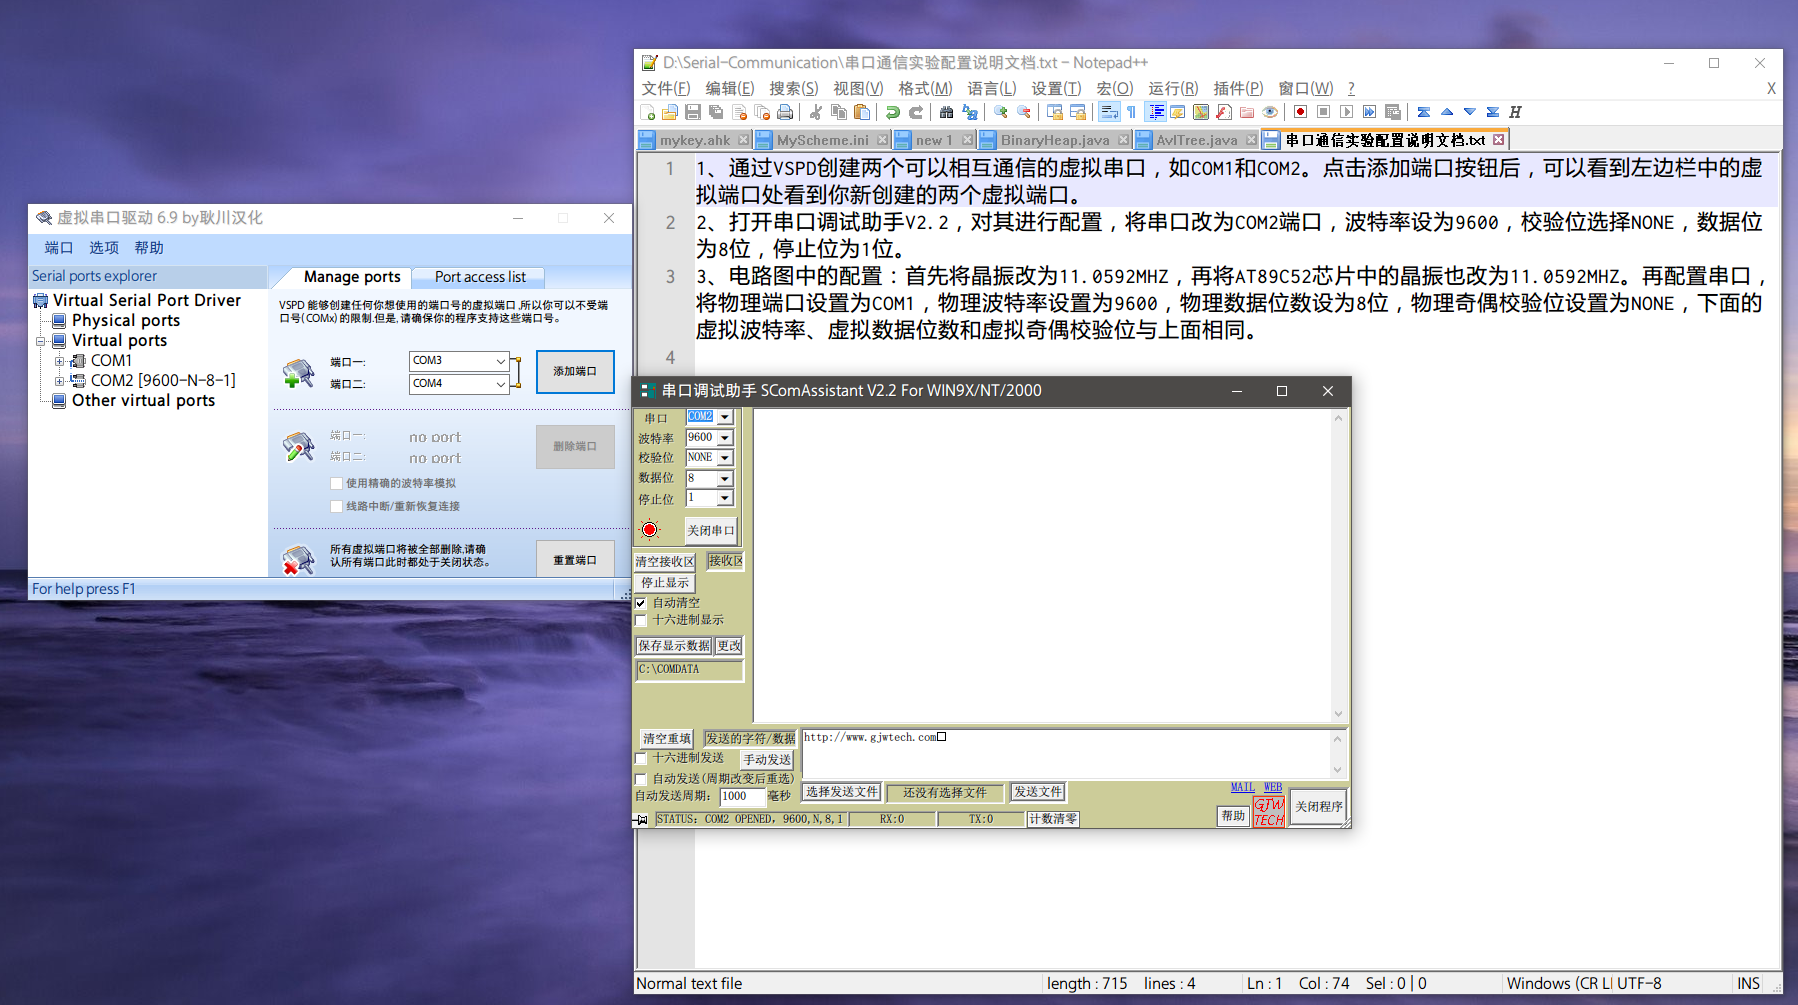 D:\Serial-Communication\串口通信实验配置说明文档.txt - Notepad++
文件(F) 编辑(E) 搜索(S) 视图(V) 格式(M) 语言(L) 设置(T) 宏(O) 运行(R) 插件(P) 窗口(W) ? X
mykey.ahk MyScheme.ini new 1 BinaryHeap.java AvlTree.java 串口通信实验配置说明文档.txt
1 1、通过VSPD创建两个可以相互通信的虚拟串口，如COM1和COM2。点击添加端口按钮后，可以看到左边栏中的虚
拟端口处看到你新创建的两个虚拟端口。
2 2、打开串口调试助手V2.2，对其进行配置，将串口改为COM2端口，波特率设为9600，校验位选择NONE，数据位
为8位，停止位为1位。
3 3、电路图中的配置：首先将晶振改为11.0592MHZ，再将AT89C52芯片中的晶振也改为11.0592MHZ。再配置串口，
将物理端口设置为COM1，物理波特率设置为9600，物理数据位数设为8位，物理奇偶校验位设置为NONE，下面的
虚拟波特率、虚拟数据位数和虚拟奇偶校验位与上面相同。
4
虚拟串口驱动 6.9 by耿川汉化
端口 选项 帮助
Serial ports explorer
Manage ports Port access list
Virtual Serial Port Driver
Physical ports
Virtual ports
COM1
COM2 [9600-N-8-1]
Other virtual ports
VSPD 能够创建任何你想使用的端口号的虚拟端口,所以你可以不受端
口号( COMx) 的限制.但是,请确保你的程序支持这些端口号。
端口一: COM3
端口二: COM4
添加端口
端口一: no port
端口二: no port
删除端口
使用精确的波特率模拟
线路中断/重新恢复连接
所有虚拟端口将被全部删除,请确
认所有端口此时都处于关闭状态。
重置端口
For help press F1
串口调试助手 SComAssistant V2.2 For WIN9X/NT/2000
串口 COM2
波特率 9600
校验位 NONE
数据位 8
停止位 1
关闭串口
清空接收区 接收区
停止显示
自动清空
十六进制显示
保存显示数据 更改
C:\COMDATA
清空重填 发送的字符/数据 http://www.gjwtech.com
十六进制发送 手动发送
自动发送(周期改变后重选)
自动发送周期: 1000 毫秒 选择发送文件 还没有选择文件 发送文件
MAIL WEB
帮助 GJW TECH 关闭程序
STATUS: COM2 OPENED, 9600,N,8,1 RX:0 TX:0 计数清零
Normal text file length : 715 lines : 4 Ln : 1 Col : 74 Sel : 0 | 0 Windows (CR L UTF-8 INS